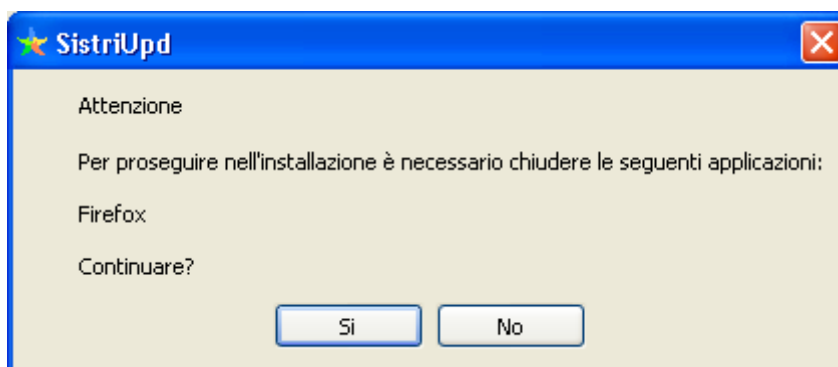 SistriUpd
Attenzione
Per proseguire nell'installazione è necessario chiudere le seguenti applicazioni:
Firefox
Continuare?
Si
No